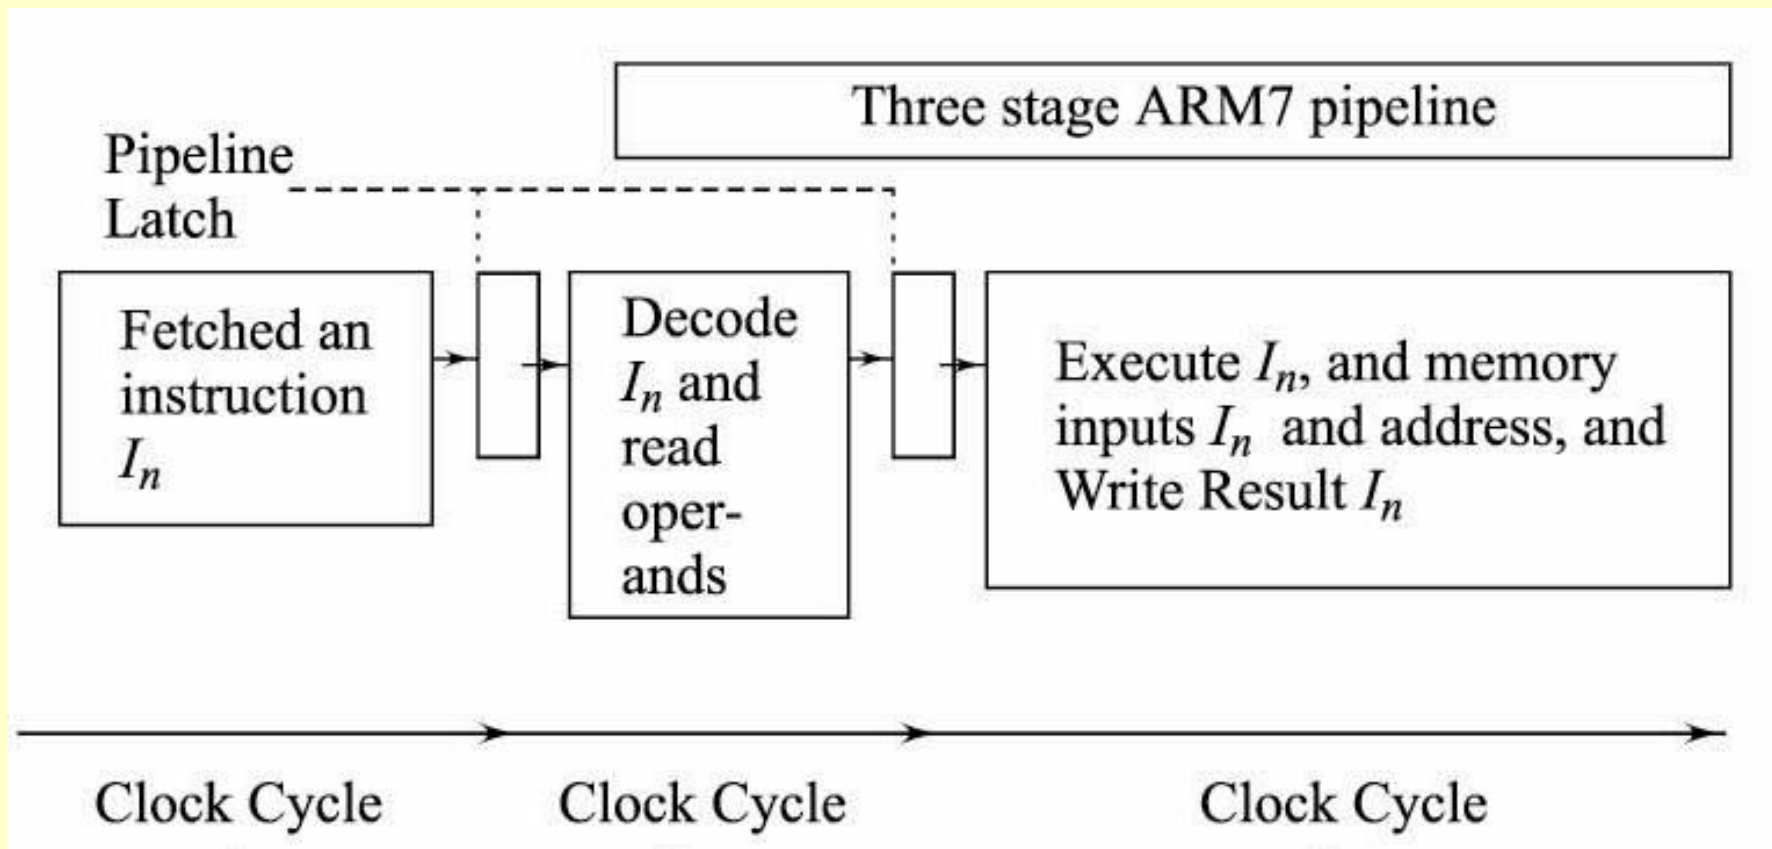 Three stage ARM7 pipeline
Pipeline
Latch
Fetched an
instruction
Iₙ
Decode
Iₙ and
read
oper-
ands
Execute Iₙ, and memory
inputs Iₙ and address, and
Write Result Iₙ
Clock Cycle
Clock Cycle
Clock Cycle